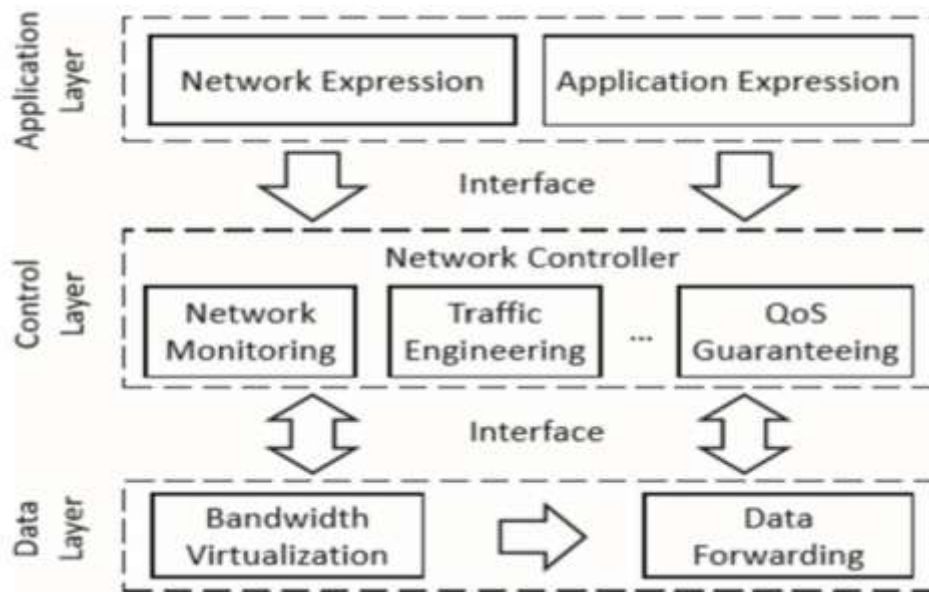 Application
Layer
Network Expression
Application Expression
Interface
Control
Layer
Network Controller
Network
Monitoring
Traffic
Engineering
...
QoS
Guaranteeing
Interface
Data
Layer
Bandwidth
Virtualization
Data
Forwarding